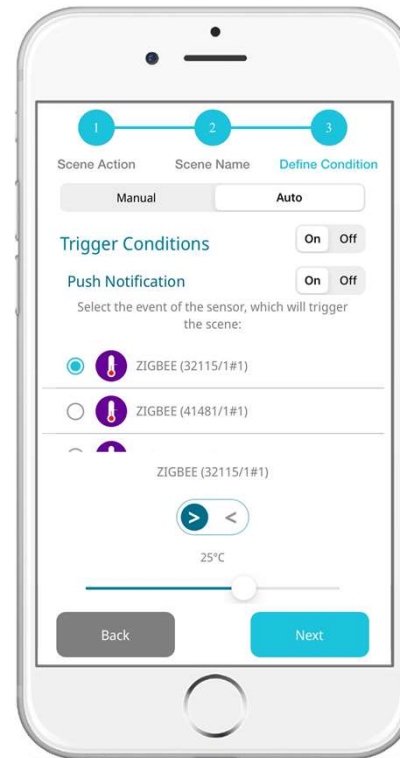 1 2 3
Scene Action Scene Name Define Condition
Manual Auto
Trigger Conditions On Off
Push Notification On Off
Select the event of the sensor, which will trigger
the scene:
ZIGBEE (32115/1#1)
ZIGBEE (41481/1#1)
ZIGBEE (32115/1#1)
> <
25°C
Back Next